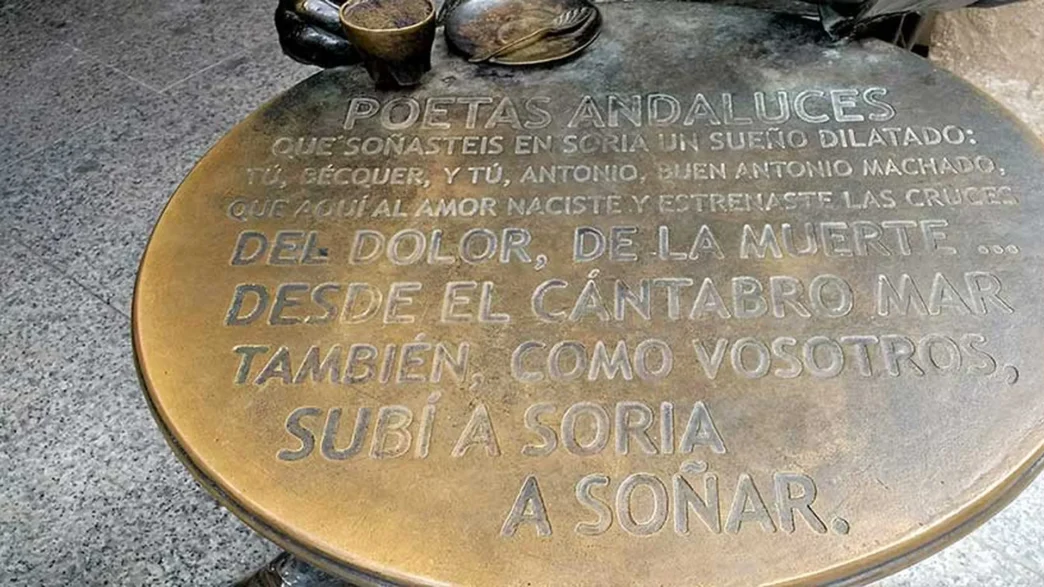 POETAS ANDALUCES
QUE SOÑASTEIS EN SORIA UN SUEÑO DILATADO:
TÚ, BÉCQUER, Y TÚ, ANTONIO, BUEN ANTONIO MACHADO,
QUE AQUÍ AL AMOR NACISTE Y ESTRENASTE LAS CRUCES
DEL DOLOR, DE LA MUERTE ...
DESDE EL CÁNTABRO MAR
TAMBIÉN, COMO VOSOTROS,
SUBÍ A SORIA
A SOÑAR.